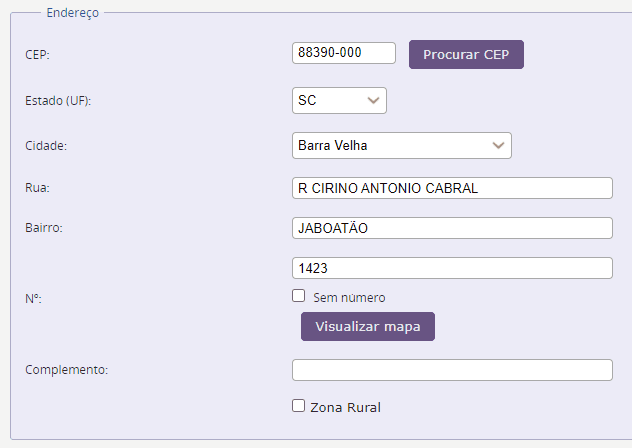 Endereço
CEP: 88390-000 Procurar CEP
Estado (UF): SC
Cidade: Barra Velha
Rua: R CIRINO ANTONIO CABRAL
Bairro: JABOATÃO
1423
Nº: Sem número
Visualizar mapa
Complemento:
Zona Rural